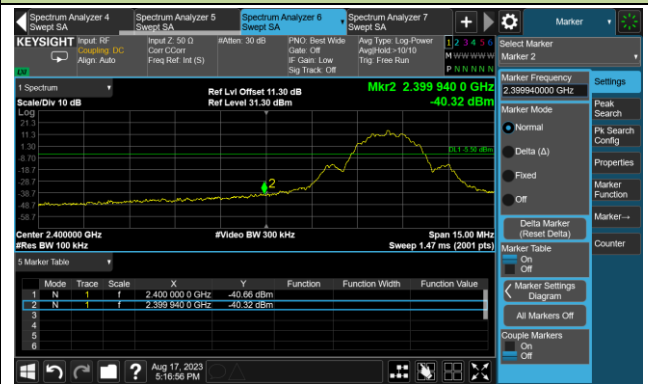 Spectrum Analyzer 4
Swept SA
Spectrum Analyzer 5
Swept SA
Spectrum Analyzer 6
Swept SA
Spectrum Analyzer 7
Swept SA
Marker
KEYSIGHT
Input: RF
Coupling: DC
Align: Auto
Input Z: 50 Ω
Corr CCorr
Freq Ref: Int (S)
#Atten: 30 dB
PNO: Best Wide
Gate: Off
IF Gain: Low
Sig Track: Off
Avg Type: Log-Power
Avg|Hold:>10/10
Trig: Free Run
1 2 3 4 5 6
M W W W W W
P N N N N N
Select Marker
Marker 2
1 Spectrum
Scale/Div 10 dB
Ref Lvl Offset 11.30 dB
Ref Level 31.30 dBm
Mkr2 2.399 940 0 GHz
-40.32 dBm
Log
21.3
11.3
1.30
-8.70
-18.7
-28.7
-38.7
-48.7
-58.7
DL1 -5.50 dBm
2
Center 2.400000 GHz
#Res BW 100 kHz
#Video BW 300 kHz
Span 15.00 MHz
Sweep 1.47 ms (2001 pts)
5 Marker Table
Mode Trace Scale X Y Function Function Width Function Value
1 N 1 f 2.400 000 0 GHz -40.66 dBm
2 N 1 f 2.399 940 0 GHz -40.32 dBm
3
4
5
6
Marker Frequency
2.399940000 GHz
Marker Mode
Normal
Delta (Δ)
Fixed
Off
Delta Marker
(Reset Delta)
Marker Table
On
Off
Marker Settings
Diagram
All Markers Off
Couple Markers
On
Off
Settings
Peak
Search
Pk Search
Config
Properties
Marker
Function
Marker→
Counter
Aug 17, 2023
5:16:56 PM